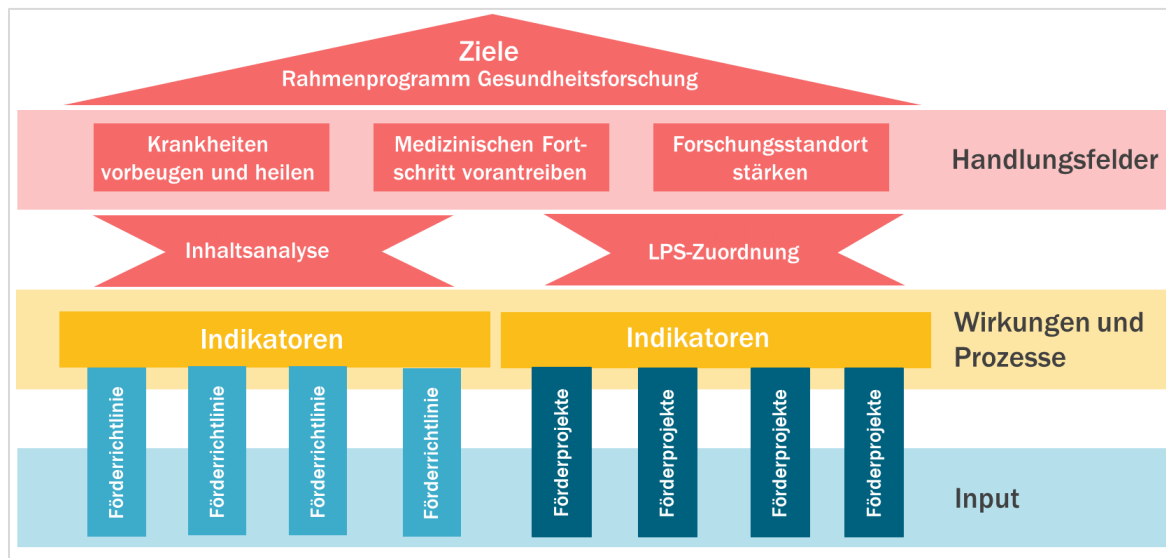 Ziele
Rahmenprogramm Gesundheitsforschung
Krankheiten
vorbeugen und heilen
Medizinischen Fort-
schritt vorantreiben
Forschungsstandort
stärken
Handlungsfelder
Inhaltsanalyse
LPS-Zuordnung
Indikatoren
Indikatoren
Wirkungen und
Prozesse
Förderrichtlinie
Förderrichtlinie
Förderrichtlinie
Förderrichtlinie
Förderprojekte
Förderprojekte
Förderprojekte
Förderprojekte
Input